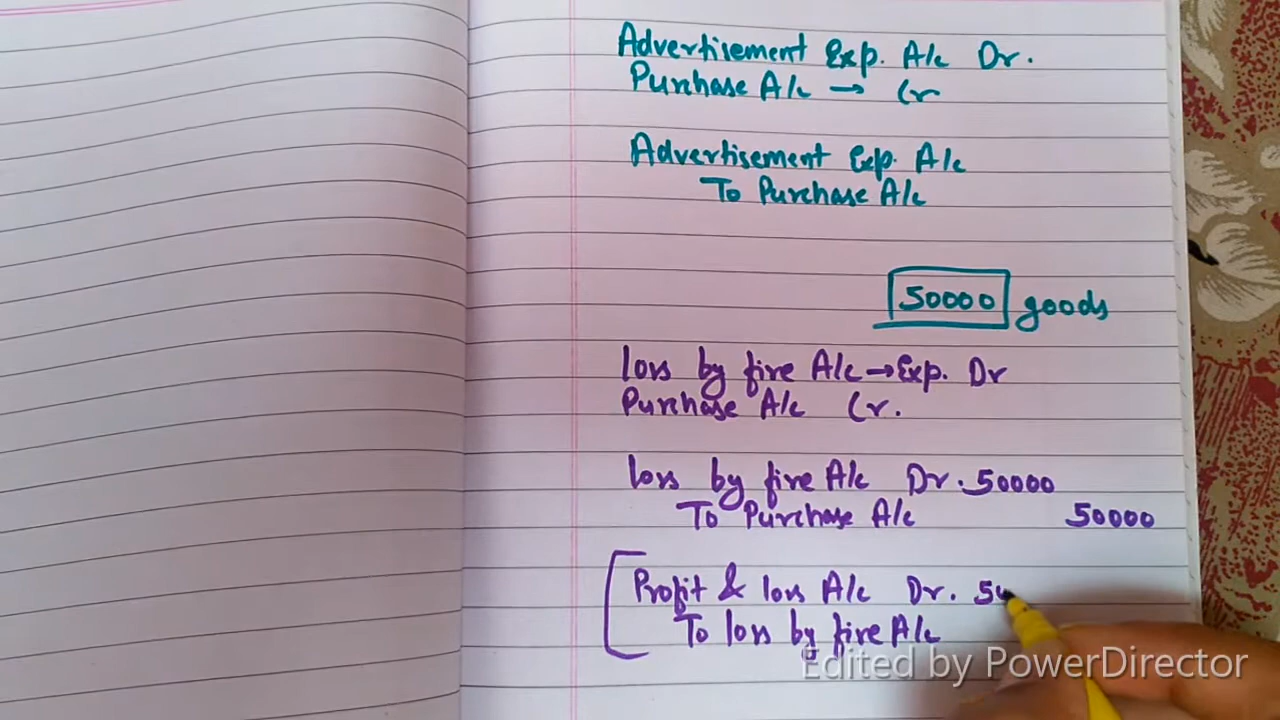 Advertisement Exp. A/c Dr.
Purchase A/c → Cr
Advertisement Exp. A/c
To Purchase A/c
50000 goods
loss by fire A/c → Exp. Dr
Purchase A/c Cr.
loss by fire A/c Dr. 50000
To Purchase A/c 50000
Profit & loss A/c Dr. 50
To loss by fire A/c
Edited by PowerDirector